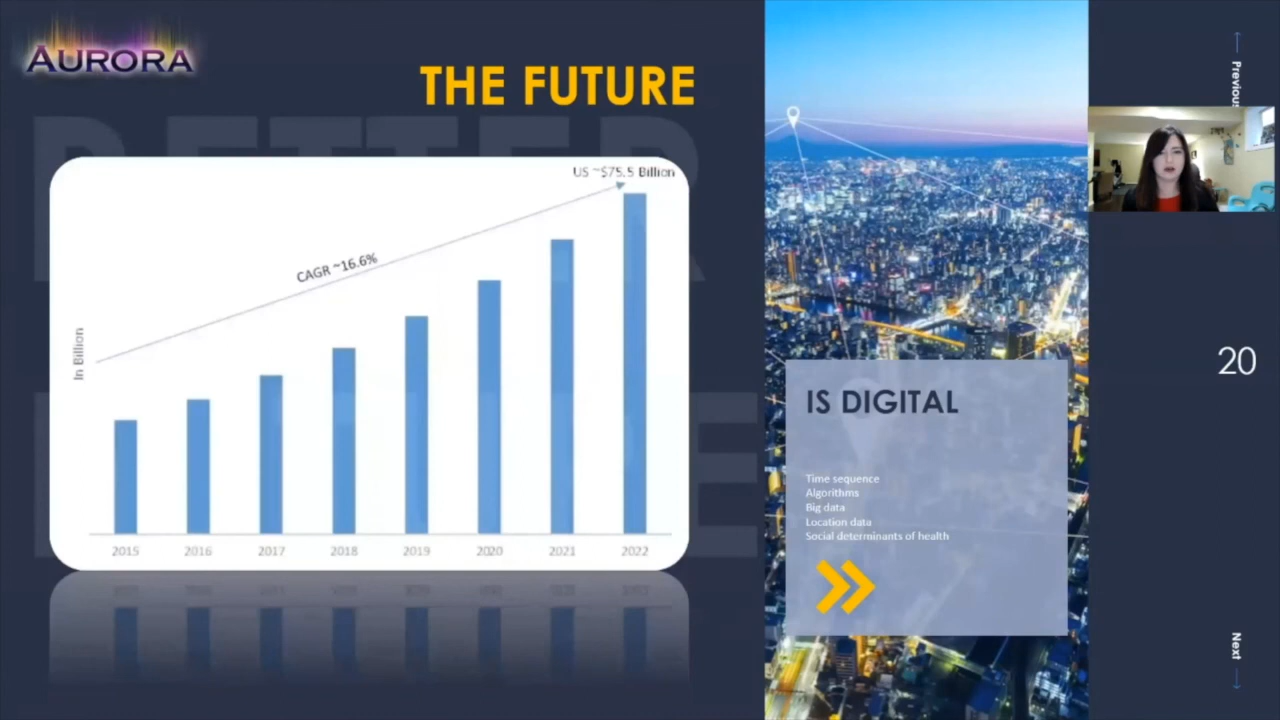 AURORA
THE FUTURE
BETTER
US ~$75.5 Billion
CAGR ~16.6%
In Billion
2015 2016 2017 2018 2019 2020 2021 2022
IS DIGITAL
Time sequence
Algorithms
Big data
Location data
Social determinants of health
Previous
20
Next